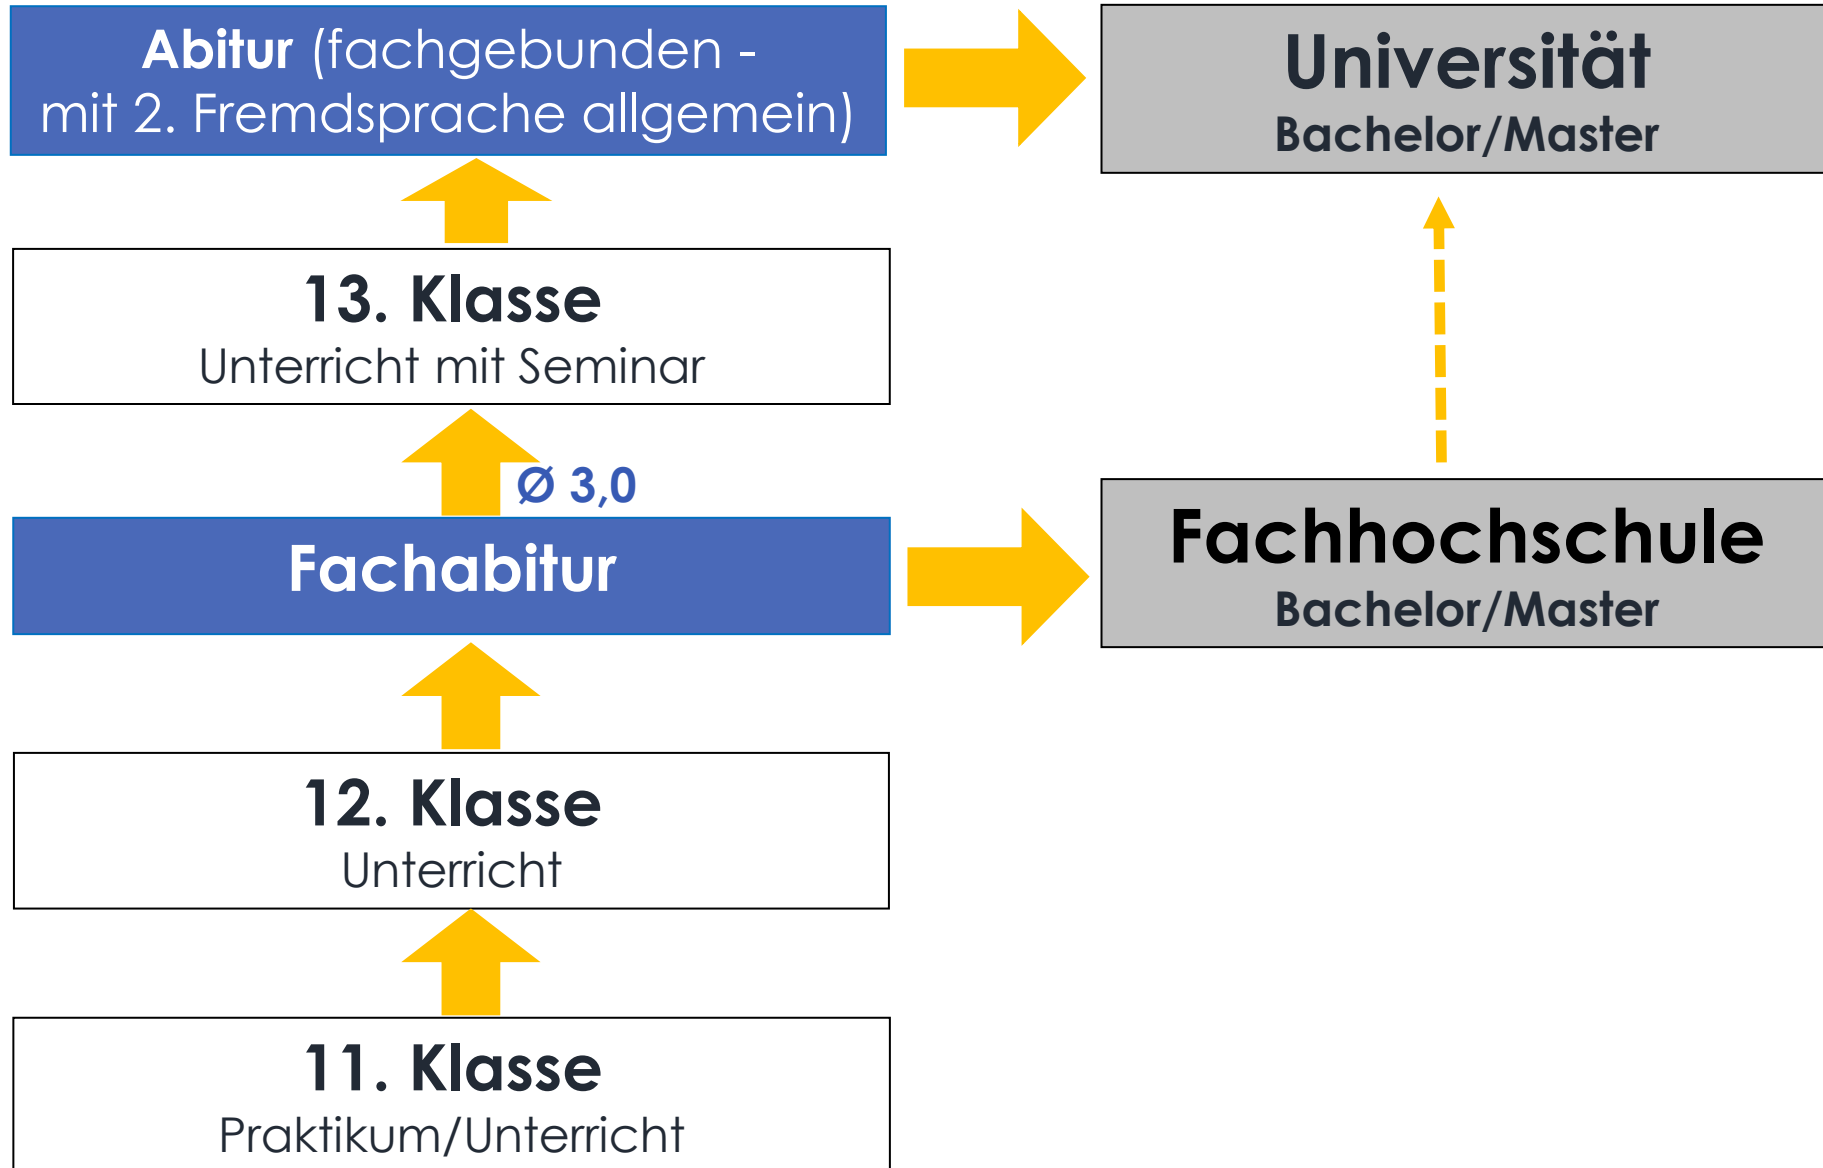 Abitur (fachgebunden -
mit 2. Fremdsprache allgemein)
Universität
Bachelor/Master
13. Klasse
Unterricht mit Seminar
Ø 3,0
Fachabitur
Fachhochschule
Bachelor/Master
12. Klasse
Unterricht
11. Klasse
Praktikum/Unterricht